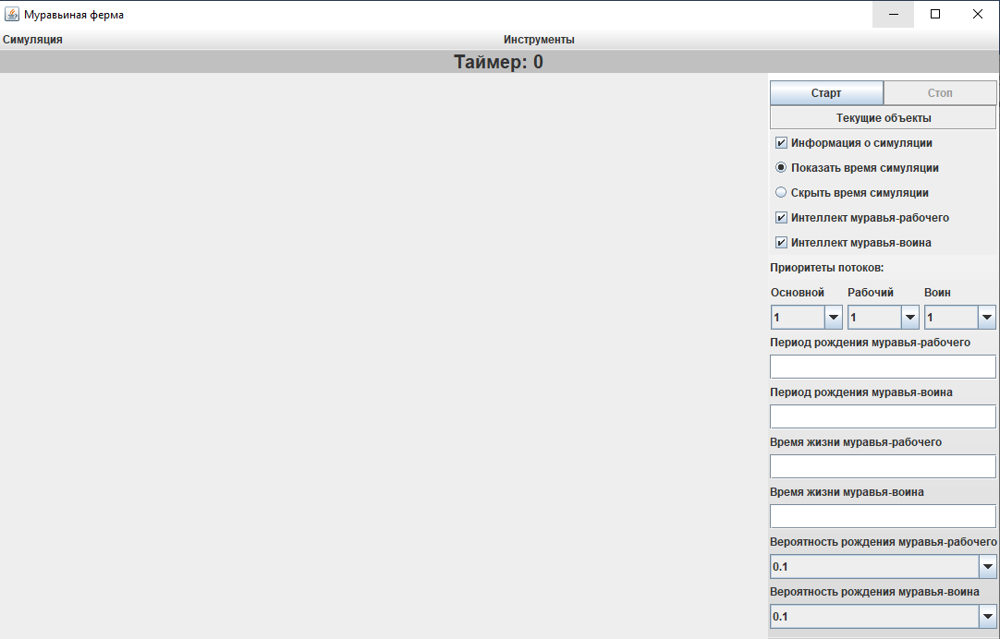 Муравьиная ферма
Симуляция Инструменты
Таймер: 0
Старт Стоп
Текущие объекты
Информация о симуляции
Показать время симуляции
Скрыть время симуляции
Интеллект муравья-рабочего
Интеллект муравья-воина
Приоритеты потоков:
Основной Рабочий Воин
1 1 1
Период рождения муравья-рабочего
Период рождения муравья-воина
Время жизни муравья-рабочего
Время жизни муравья-воина
Вероятность рождения муравья-рабочего
0.1
Вероятность рождения муравья-воина
0.1